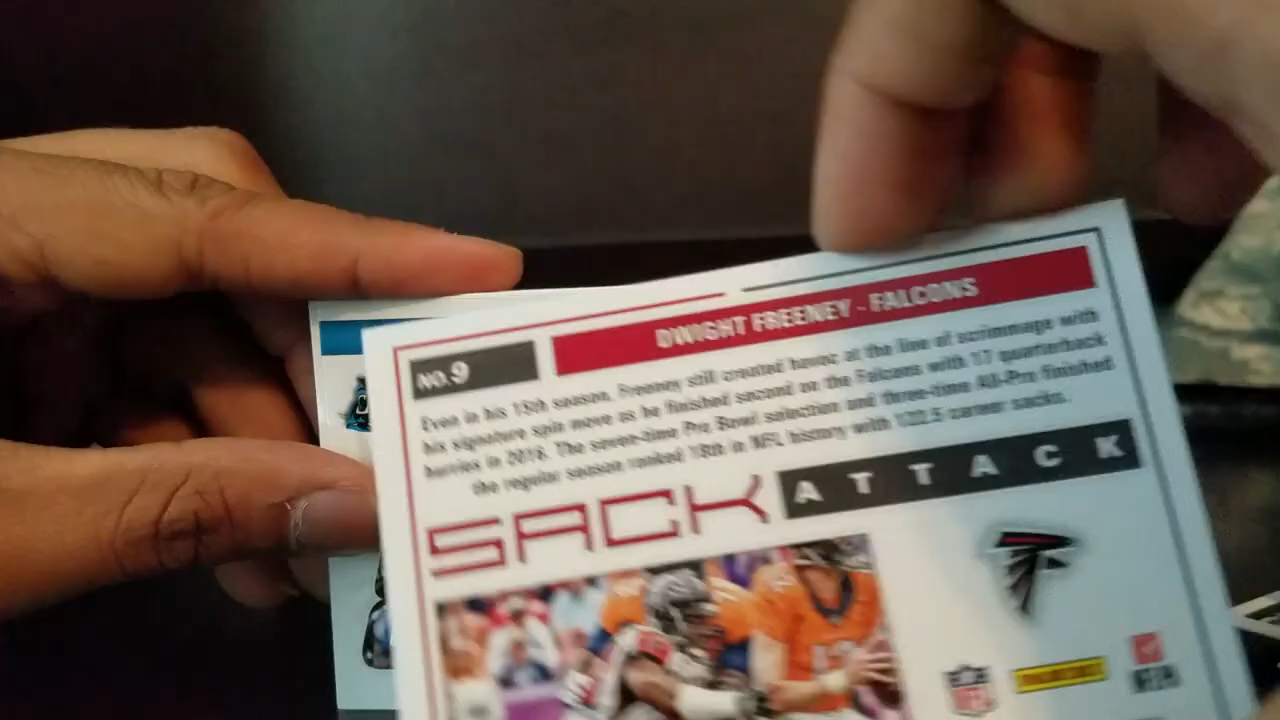 NO.9
DWIGHT FREENEY - FALCONS
Even in his 15th season, Freeney still created havoc at the line of scrimmage with
his signature spin move as he finished second on the Falcons with 17 quarterback
hurries in 2016. The seven-time Pro Bowl selection and three-time All-Pro finished
the regular season ranked 18th in NFL history with 122.5 career sacks.
SACK ATTACK
NFL
PANINI
NFLPA